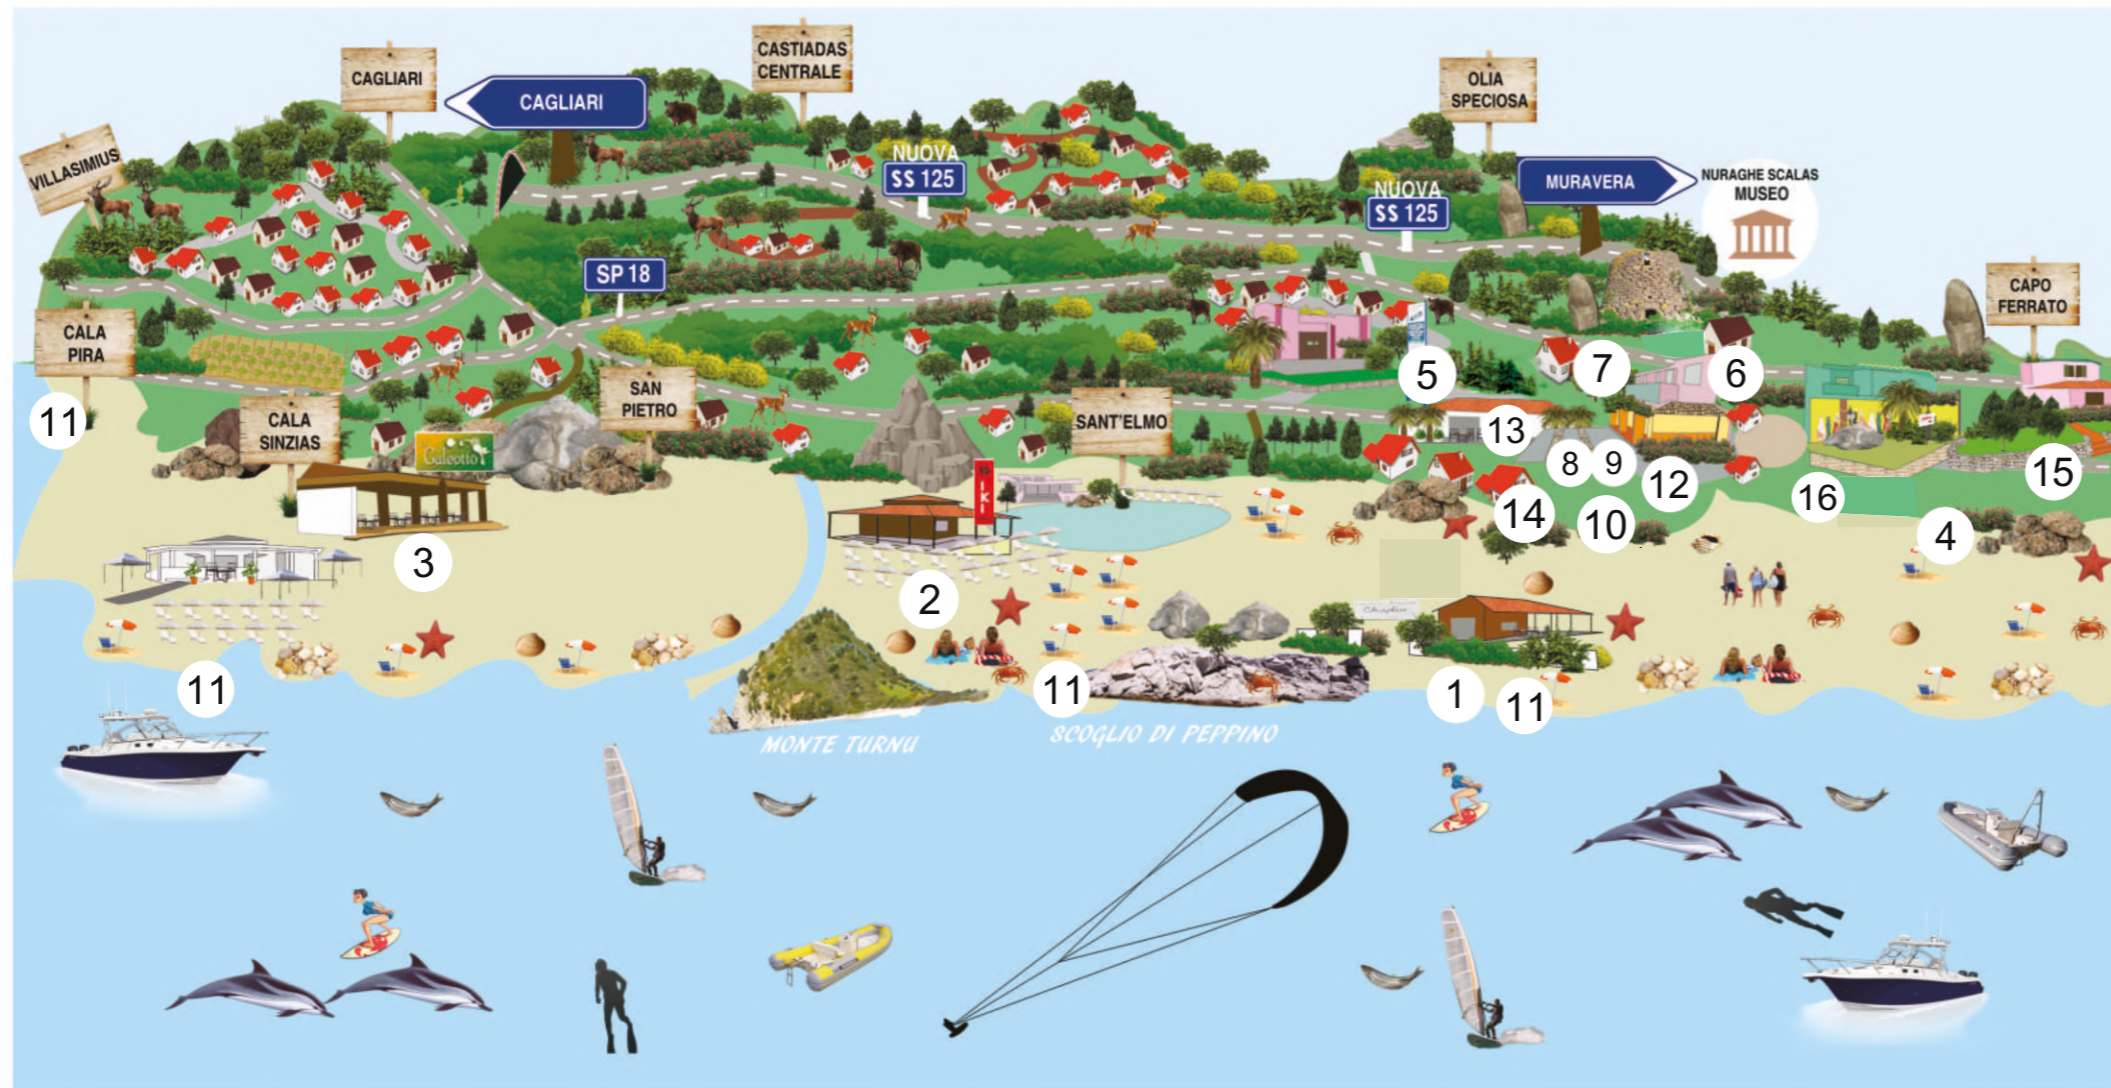 CASTIADAS
CENTRALE
CAGLIARI
CAGLIARI
OLIA
SPECIOSA
VILLASIMIUS
NUOVA
SS 125
NUOVA
SS 125
MURAVERA
NURAGHE SCALAS
MUSEO
SP 18
CAPO
FERRATO
CALA
PIRA
11
CALA
SINZIAS
Galeotto
SAN
PIETRO
SANT'ELMO
5
7
6
13
8
9
12
14
10
16
15
4
3
2
TIKI
11
11
1
11
MONTE TURNU
SCOGLIO DI PEPPINO